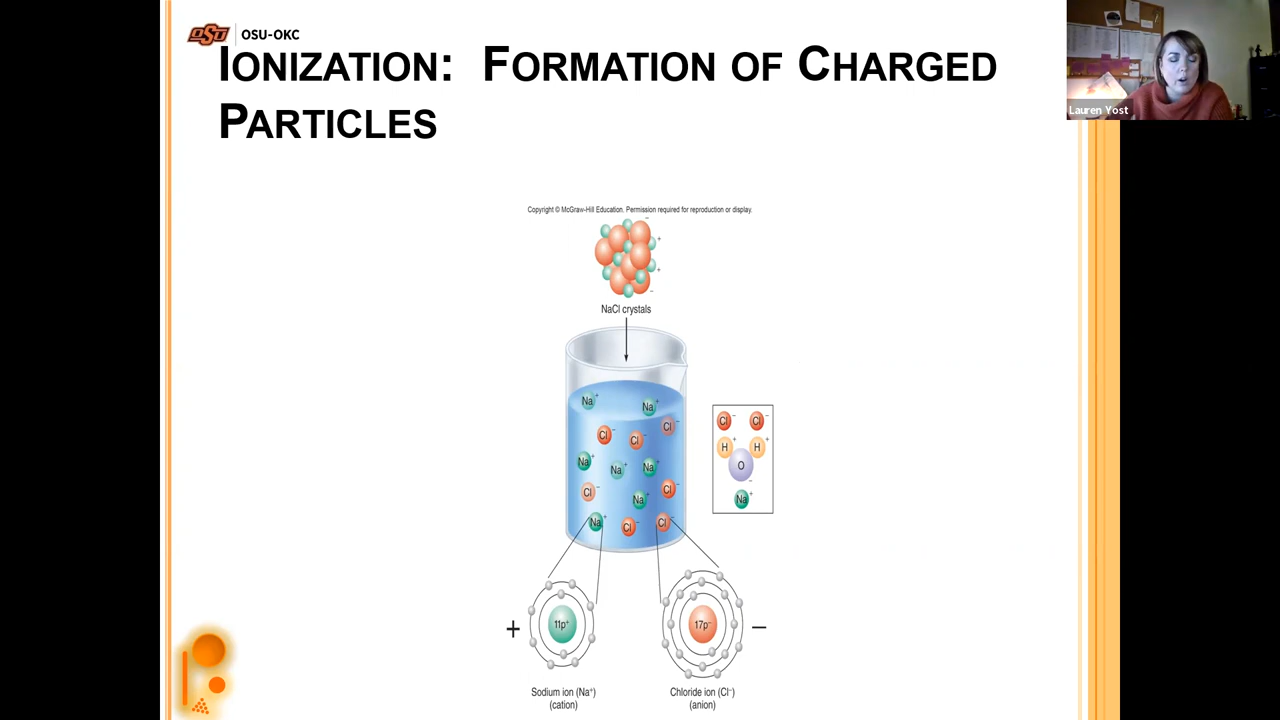 OSU OSU-OKC
IONIZATION: FORMATION OF CHARGED
PARTICLES
Lauren Yost
Copyright © McGraw-Hill Education. Permission required for reproduction or display.
−
+
+
−
NaCl crystals
Na+
Na+
Cl−
Cl−
Cl−
Na+
Na+
Na+
Cl−
Na+
Cl−
Na+
Cl−
Cl−
Cl− Cl−
H+ H+
O−
Na+
+ 11p+ 17p− −
Sodium ion (Na+)
(cation)
Chloride ion (Cl−)
(anion)